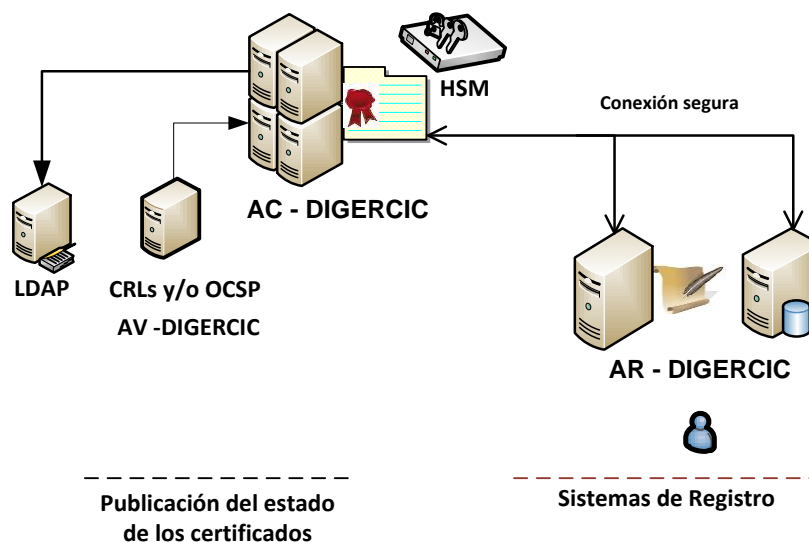 HSM
Conexión segura
AC - DIGERCIC
LDAP
CRLs y/o OCSP
AV -DIGERCIC
AR - DIGERCIC
Publicación del estado
de los certificados
Sistemas de Registro